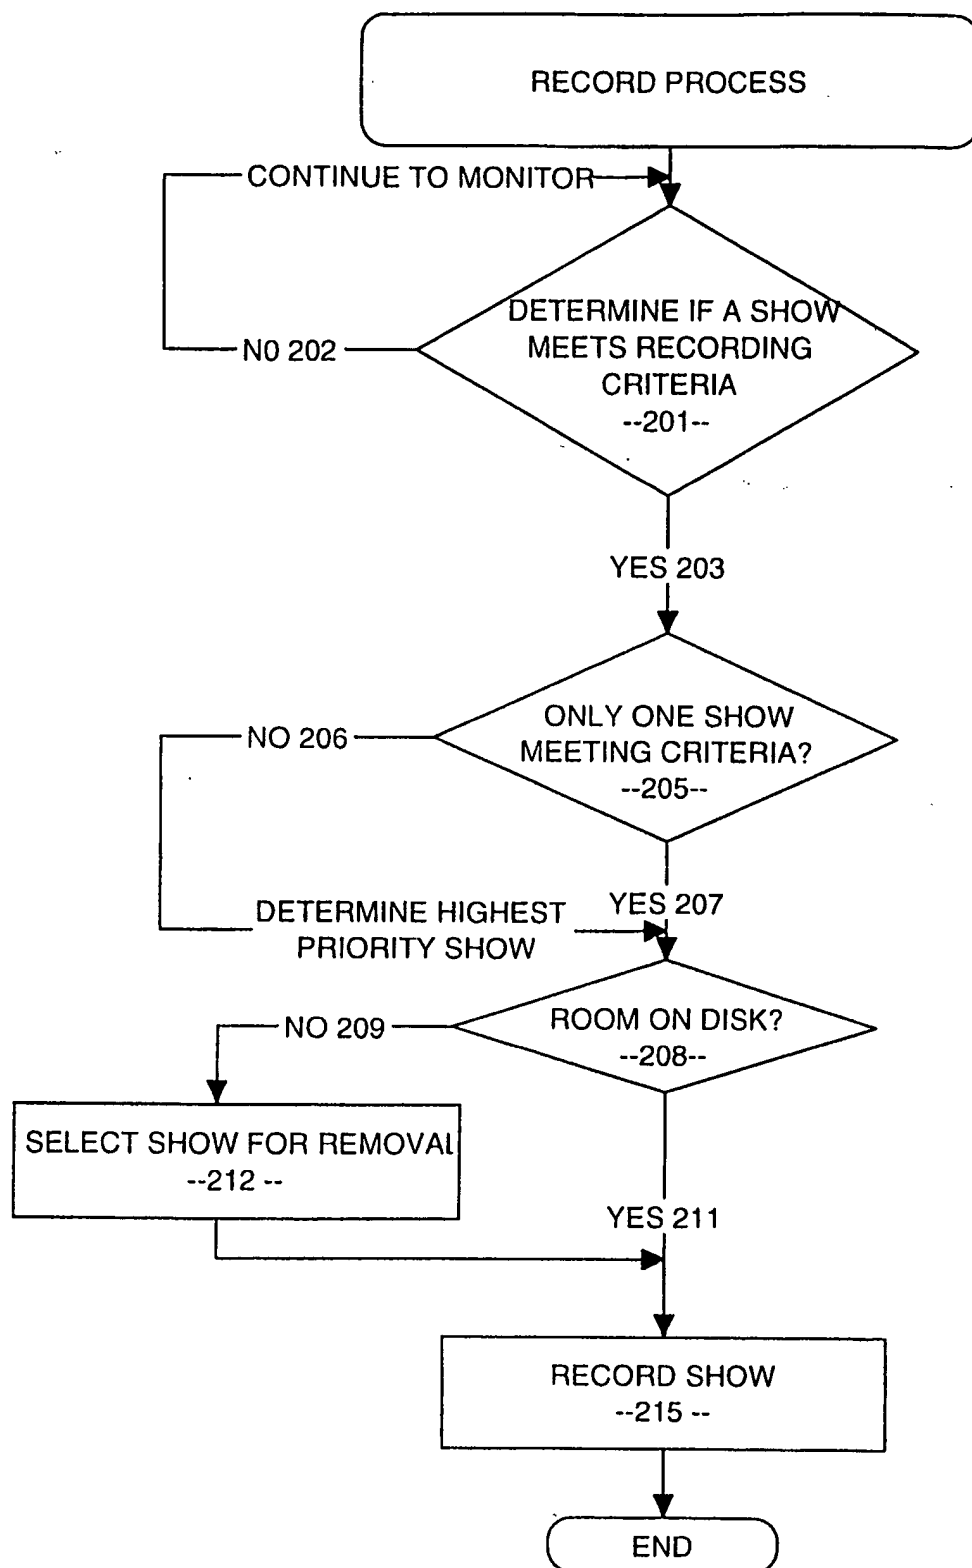 RECORD PROCESS
CONTINUE TO MONITOR
DETERMINE IF A SHOW
MEETS RECORDING
CRITERIA
--201--
N0 202
YES 203
ONLY ONE SHOW
MEETING CRITERIA?
--205--
NO 206
YES 207
DETERMINE HIGHEST
PRIORITY SHOW
ROOM ON DISK?
--208--
NO 209
SELECT SHOW FOR REMOVAL
--212 --
YES 211
RECORD SHOW
--215 --
END